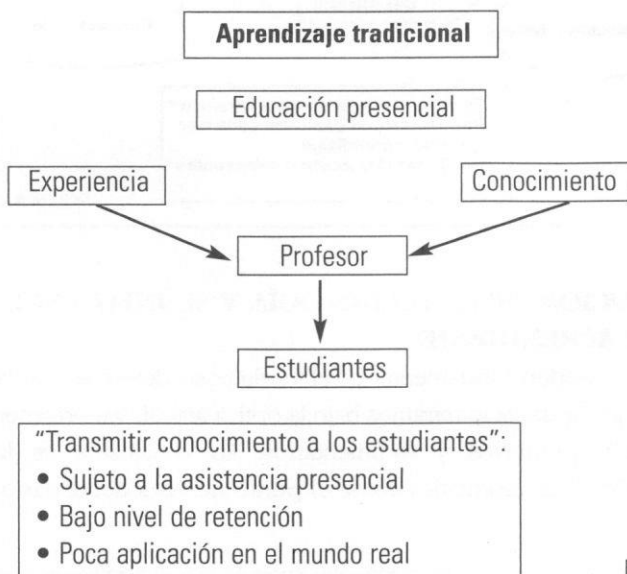 Aprendizaje tradicional
Educación presencial
Experiencia
Conocimiento
Profesor
Estudiantes
“Transmitir conocimiento a los estudiantes”:
• Sujeto a la asistencia presencial
• Bajo nivel de retención
• Poca aplicación en el mundo real